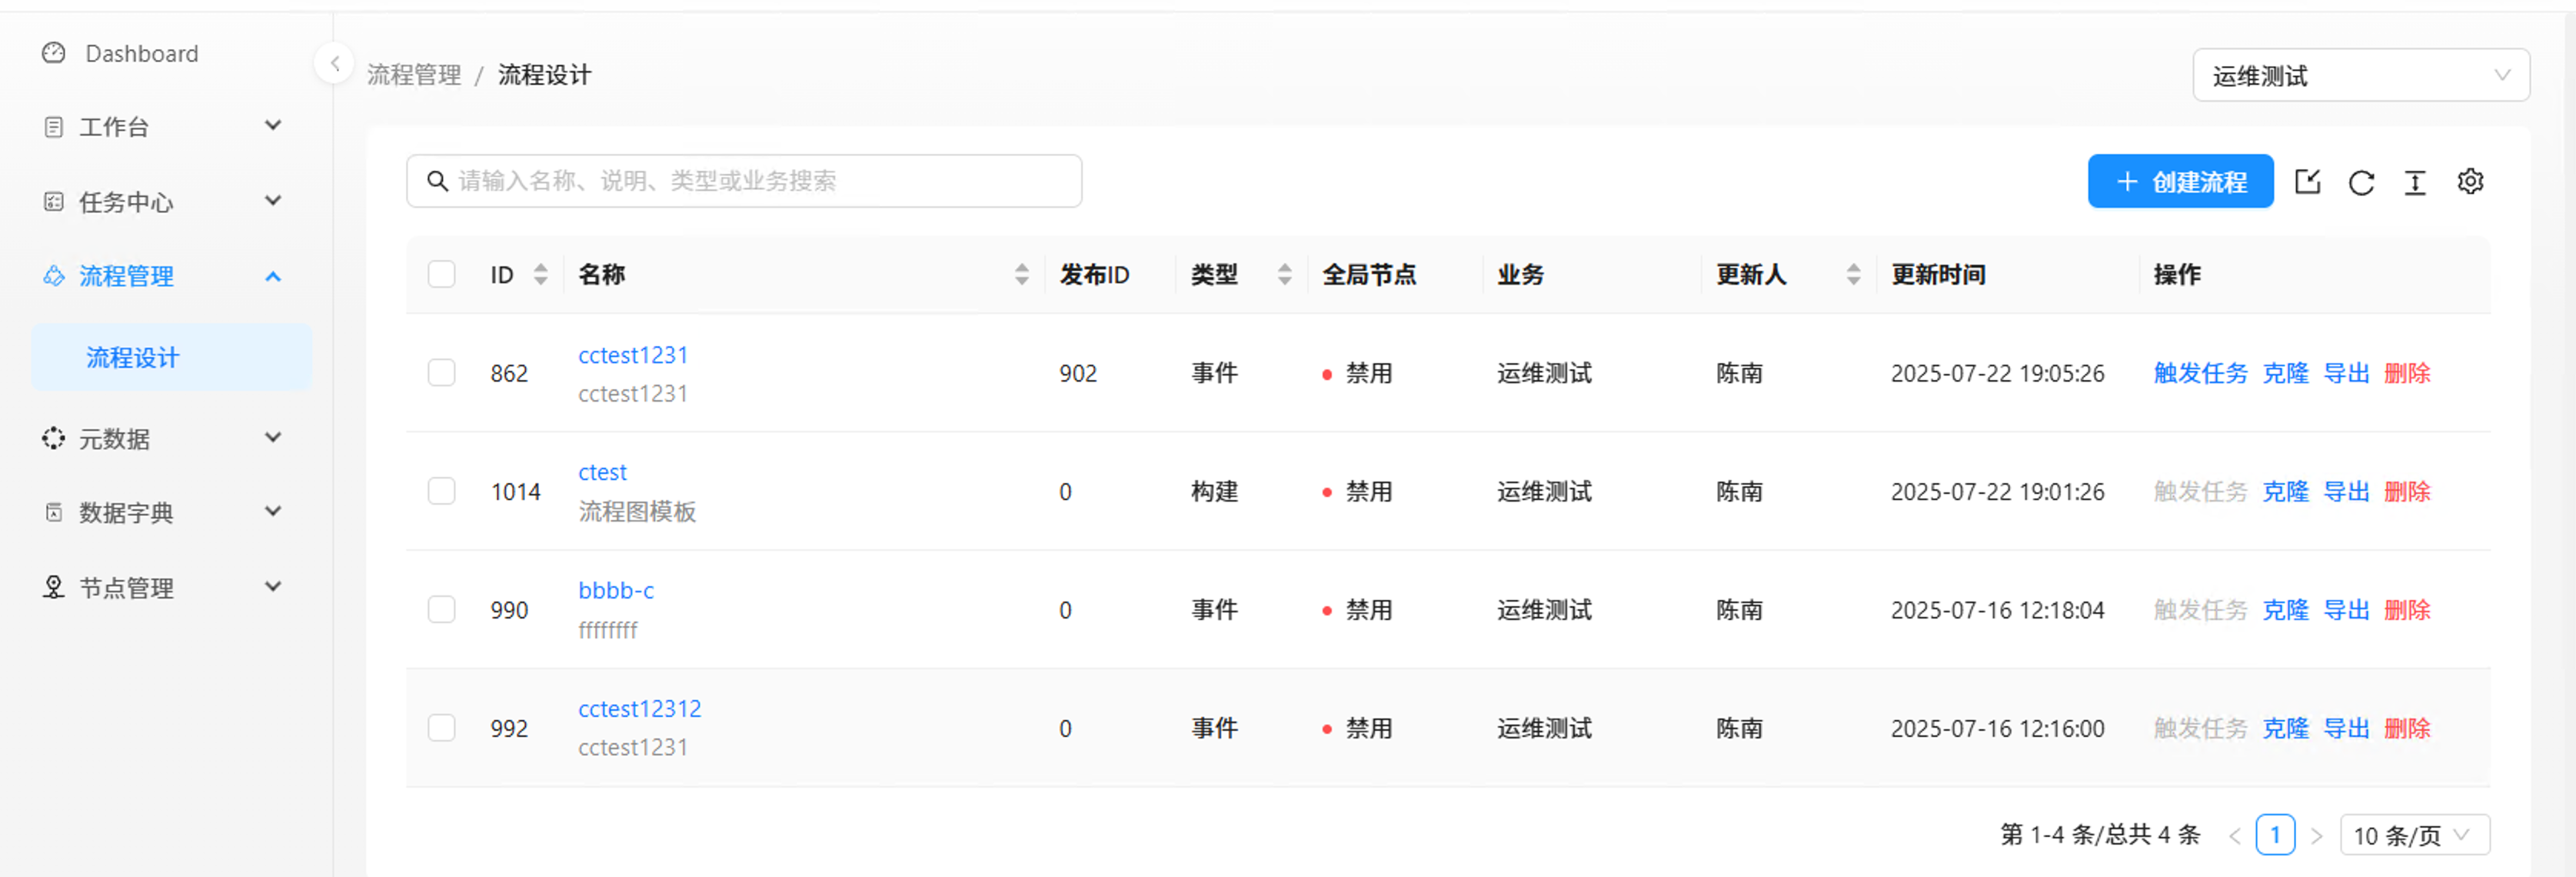 Dashboard
工作台
任务中心
流程管理
流程设计
元数据
数据字典
节点管理
流程管理 / 流程设计
运维测试
请输入名称、说明、类型或业务搜索
创建流程
ID 名称 发布ID 类型 全局节点 业务 更新人 更新时间 操作
862 cctest1231 902 事件 禁用 运维测试 陈南 2025-07-22 19:05:26 触发任务 克隆 导出 删除
cctest1231
1014 ctest 0 构建 禁用 运维测试 陈南 2025-07-22 19:01:26 触发任务 克隆 导出 删除
流程图模板
990 bbbb-c 0 事件 禁用 运维测试 陈南 2025-07-16 12:18:04 触发任务 克隆 导出 删除
ffffffff
992 cctest12312 0 事件 禁用 运维测试 陈南 2025-07-16 12:16:00 触发任务 克隆 导出 删除
cctest1231
第 1-4 条/总共 4 条 < 1 > 10 条/页